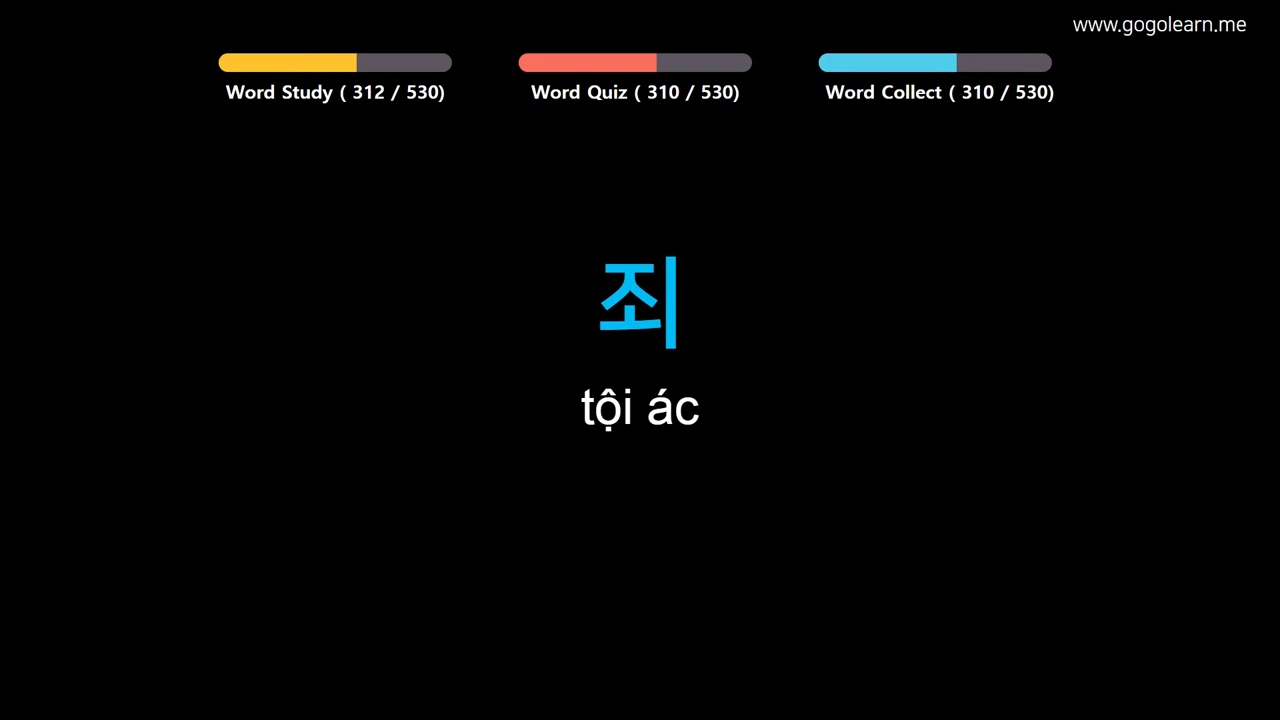 www.gogolearn.me
Word Study ( 312 / 530)
Word Quiz ( 310 / 530)
Word Collect ( 310 / 530)
죄
tội ác